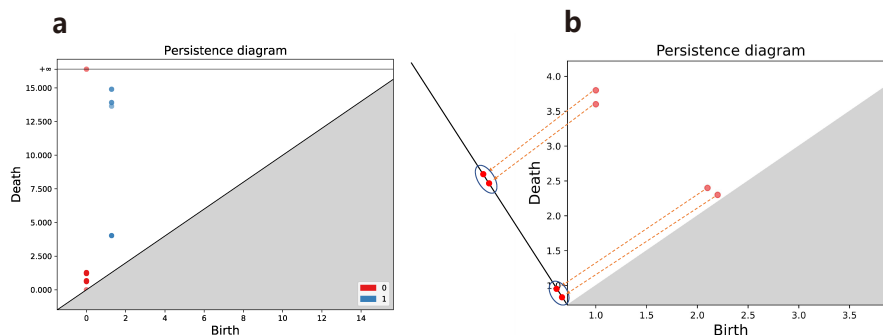 a
Persistence diagram
+∞
15.000
12.500
10.000
7.500
5.000
2.500
0.000
Death
0 2 4 6 8 10 12 14
Birth
0
1
b
Persistence diagram
4.0
3.5
3.0
2.5
2.0
1.5
Death
1.0 1.5 2.0 2.5 3.0 3.5
Birth